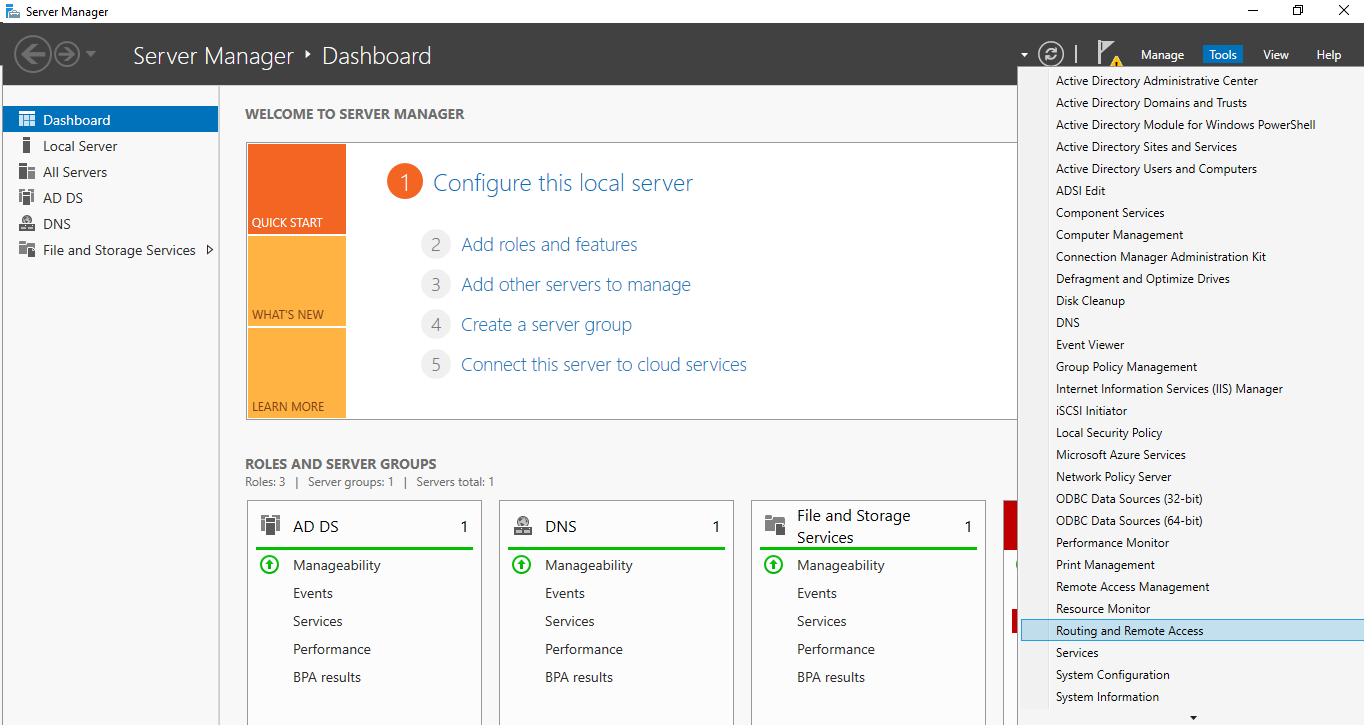 Server Manager
Server Manager ‣ Dashboard
Manage
Tools
View
Help
Dashboard
Local Server
All Servers
AD DS
DNS
File and Storage Services
WELCOME TO SERVER MANAGER
QUICK START
WHAT'S NEW
LEARN MORE
1 Configure this local server
2 Add roles and features
3 Add other servers to manage
4 Create a server group
5 Connect this server to cloud services
ROLES AND SERVER GROUPS
Roles: 3 | Server groups: 1 | Servers total: 1
AD DS 1
Manageability
Events
Services
Performance
BPA results
DNS 1
Manageability
Events
Services
Performance
BPA results
File and Storage
Services 1
Manageability
Events
Services
Performance
BPA results
Active Directory Administrative Center
Active Directory Domains and Trusts
Active Directory Module for Windows PowerShell
Active Directory Sites and Services
Active Directory Users and Computers
ADSI Edit
Component Services
Computer Management
Connection Manager Administration Kit
Defragment and Optimize Drives
Disk Cleanup
DNS
Event Viewer
Group Policy Management
Internet Information Services (IIS) Manager
iSCSI Initiator
Local Security Policy
Microsoft Azure Services
Network Policy Server
ODBC Data Sources (32-bit)
ODBC Data Sources (64-bit)
Performance Monitor
Print Management
Remote Access Management
Resource Monitor
Routing and Remote Access
Services
System Configuration
System Information